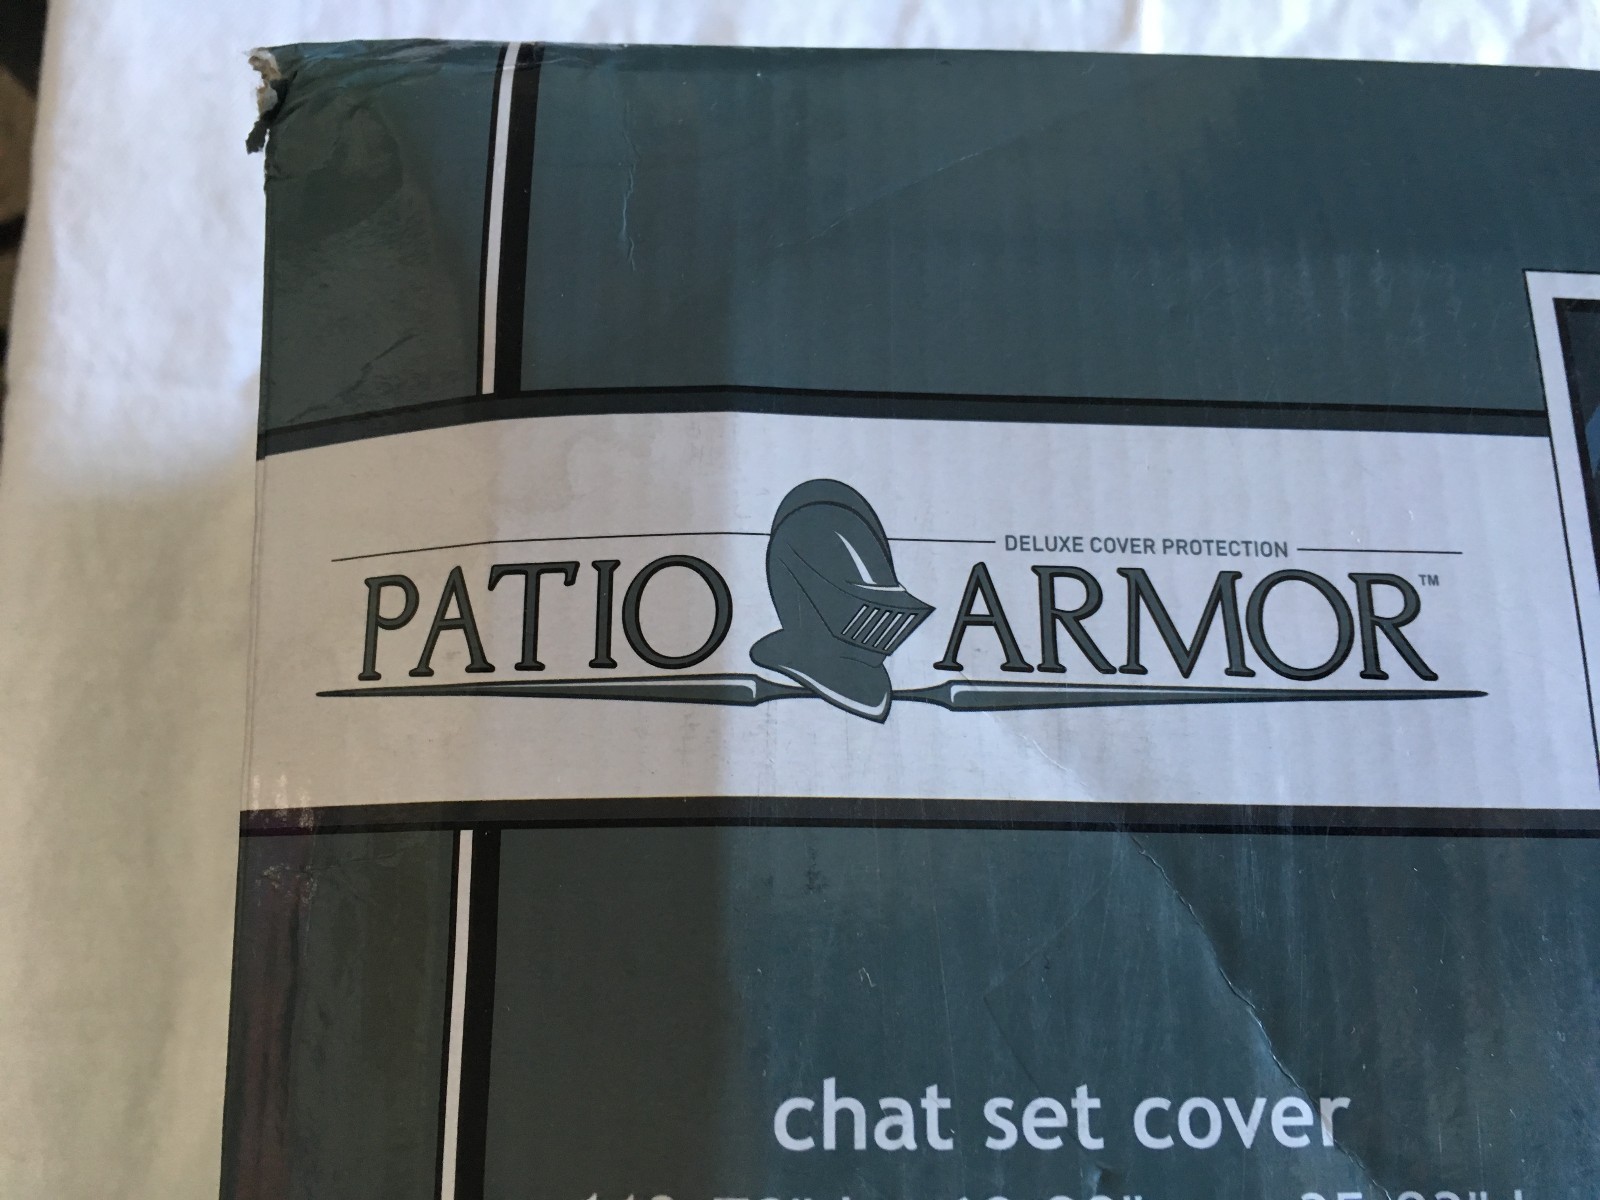 DELUXE COVER PROTECTION
PATIO ARMOR™
chat set cover